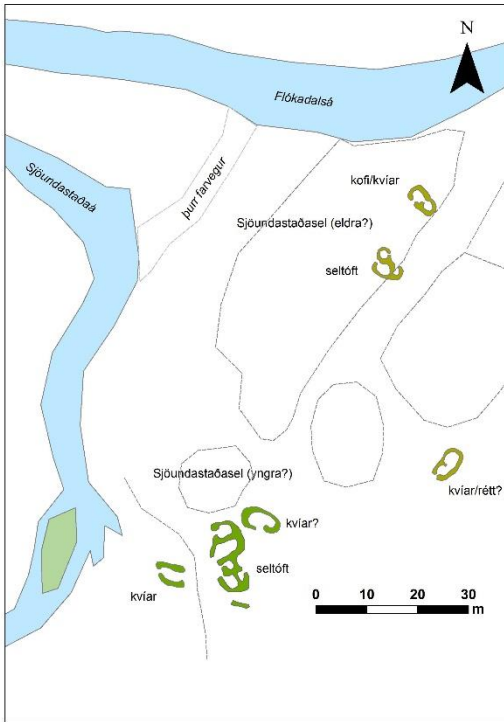 N
Flókadalsá
Sjöundastaðaá
þurr farvegur
kofi/kvíar
Sjöundastaðasel (eldra?)
seltóft
Sjöundastaðasel (yngra?)
kvíar/rétt?
kvíar?
seltóft
kvíar
0 10 20 30
m